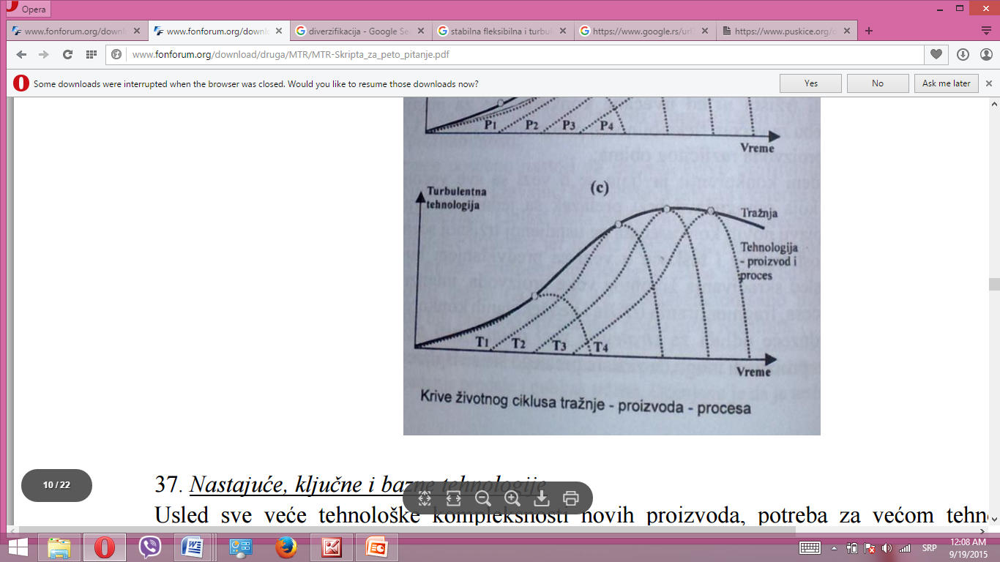 Opera
www.fonforum.org/downl
www.fonforum.org/downl
diverzifikacija - Google Se
stabilna fleksibilna i turbul
https://www.google.rs/url
https://www.puskice.org/
www.fonforum.org/download/druga/MTR/MTR-Skripta_za_peto_pitanje.pdf
Some downloads were interrupted when the browser was closed. Would you like to resume those downloads now?
Yes
No
Ask me later
P1 P2 P3 P4
Vreme
(c)
Turbulentna
tehnologija
Tražnja
Tehnologija
- proizvod i
proces
T1 T2 T3 T4
Vreme
Krive životnog ciklusa tražnje - proizvoda - procesa
10 / 22
37. Nastajuće, ključne i bazne tehnologije
Usled sve veće tehnološke kompleksnosti novih proizvoda, potreba za većom tehn
SRP
12:08 AM
9/19/2015